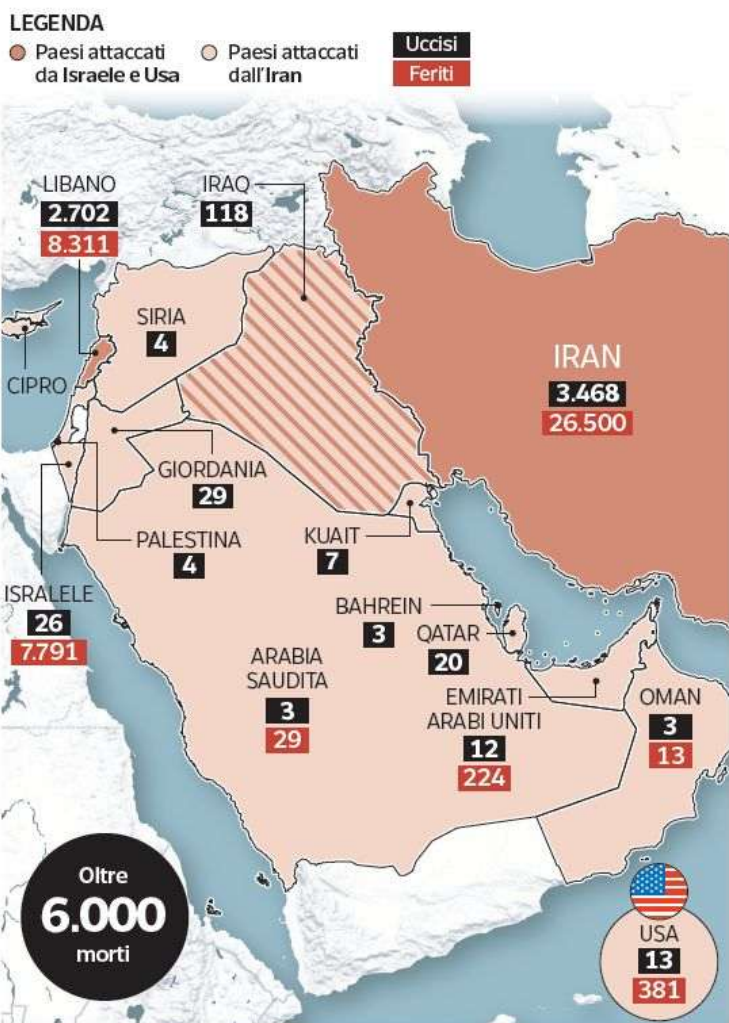 LEGENDA
Paesi attaccati
da Israele e Usa
Paesi attaccati
dall'Iran
Uccisi
Feriti
LIBANO
2.702
8.311
IRAQ
118
SIRIA
4
CIPRO
IRAN
3.468
26.500
GIORDANIA
29
PALESTINA
4
KUAIT
7
ISRALELE
26
7.791
BAHREIN
3
QATAR
20
ARABIA
SAUDITA
3
29
EMIRATI
ARABI UNITI
12
224
OMAN
3
13
Oltre
6.000
morti
USA
13
381